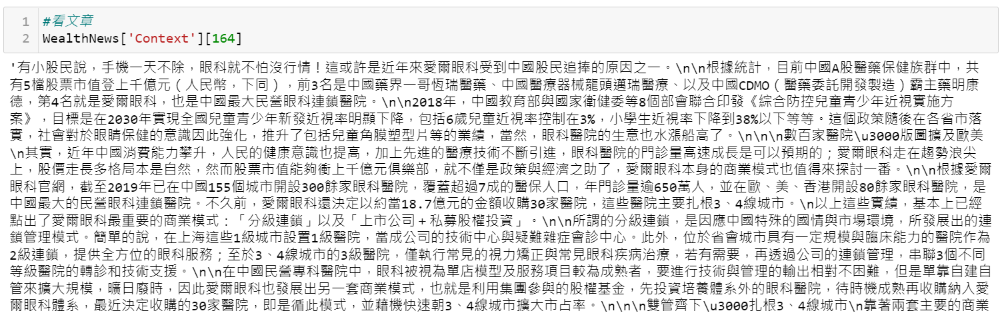 1 #看文章
2 WealthNews['Context'][164]
'有小股民說，手機一天不除，眼科就不怕沒行情！這或許是近年來愛爾眼科受到中國股民追捧的原因之一。\n\n根據統計，目前中國A股醫藥保健族群中，共
有5檔股票市值登上千億元（人民幣，下同），前3名是中國藥界一哥恆瑞醫藥、中國醫療器械龍頭邁瑞醫療、以及中國CDMO（醫藥委託開發製造）霸主藥明康
德，第4名就是愛爾眼科，也是中國最大民營眼科連鎖醫院。\n\n2018年，中國教育部與國家衛健委等8個部會聯合印發《綜合防控兒童青少年近視實施方
案》，目標是在2030年實現全國兒童青少年新發近視率明顯下降，包括6歲兒童近視率控制在3%，小學生近視率下降到38%以下等等。這個政策隨後在各省市落
實，社會對於眼睛保健的意識因此強化，推升了包括兒童角膜塑型片等的業績，當然，眼科醫院的生意也水漲船高了。\n\n\n數百家醫院\u3000版圖擴及歐美
\n其實，近年中國消費能力攀升，人民的健康意識也提高，加上先進的醫療技術不斷引進，眼科醫院的門診量高速成長是可以預期的；愛爾眼科走在趨勢浪尖
上，股價走長多格局本是自然，然而股票市值能夠衝上千億元俱樂部，就不僅是政策與經濟之助了，愛爾眼科本身的商業模式也值得來探討一番。\n\n根據愛爾
眼科官網，截至2019年已在中國155個城市開設300餘家眼科醫院，覆蓋超過7成的醫保人口，年門診量逾650萬人，並在歐、美、香港開設80餘家眼科醫院，是
中國最大的民營眼科連鎖醫院。不久前，愛爾眼科還決定以約當18.7億元的金額收購30家醫院，這些醫院主要扎根3、4線城市。\n以上這些實績，基本上已經
點出了愛爾眼科最重要的商業模式：「分級連鎖」以及「上市公司＋私募股權投資」。\n\n所謂的分級連鎖，是因應中國特殊的國情與市場環境，所發展出的連
鎖管理模式。簡單的說，在上海這些1級城市設置1級醫院，當成公司的技術中心與疑難雜症會診中心。此外，位於省會城市具有一定規模與臨床能力的醫院作為
2級連鎖，提供全方位的眼科服務；至於3、4線城市的3級醫院，僅執行常見的視力矯正與常見眼科疾病治療，若有需要，再透過公司的連鎖管理，串聯3個不同
等級醫院的轉診和技術支援。\n\n在中國民營專科醫院中，眼科被視為單店模型及服務項目較為成熟者，要進行技術與管理的輸出相對不困難，但是單靠自建自
管來擴大規模，曠日廢時，因此愛爾眼科也發展出另一套商業模式，也就是利用集團參與的股權基金，先投資培養體系外的眼科醫院，待時機成熟再收購納入愛
爾眼科體系，最近決定收購的30家醫院，即是循此模式，並藉機快速朝3、4線城市擴大市占率。\n\n\n雙管齊下\u3000扎根3、4線城市\n靠著兩套主要的商業